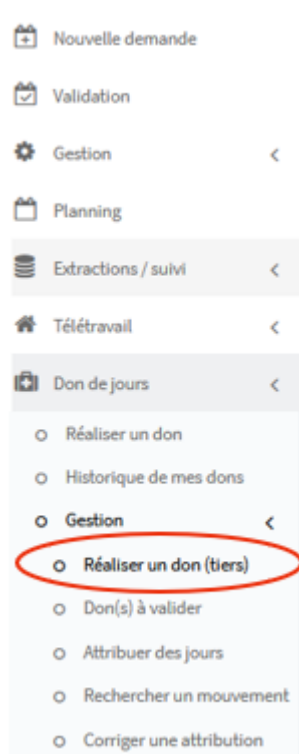 Nouvelle demande
Validation
Gestion
Planning
Extractions / suivi
Télétravail
Don de jours
Réaliser un don
Historique de mes dons
Gestion
Réaliser un don (tiers)
Don(s) à valider
Attribuer des jours
Rechercher un mouvement
Corriger une attribution